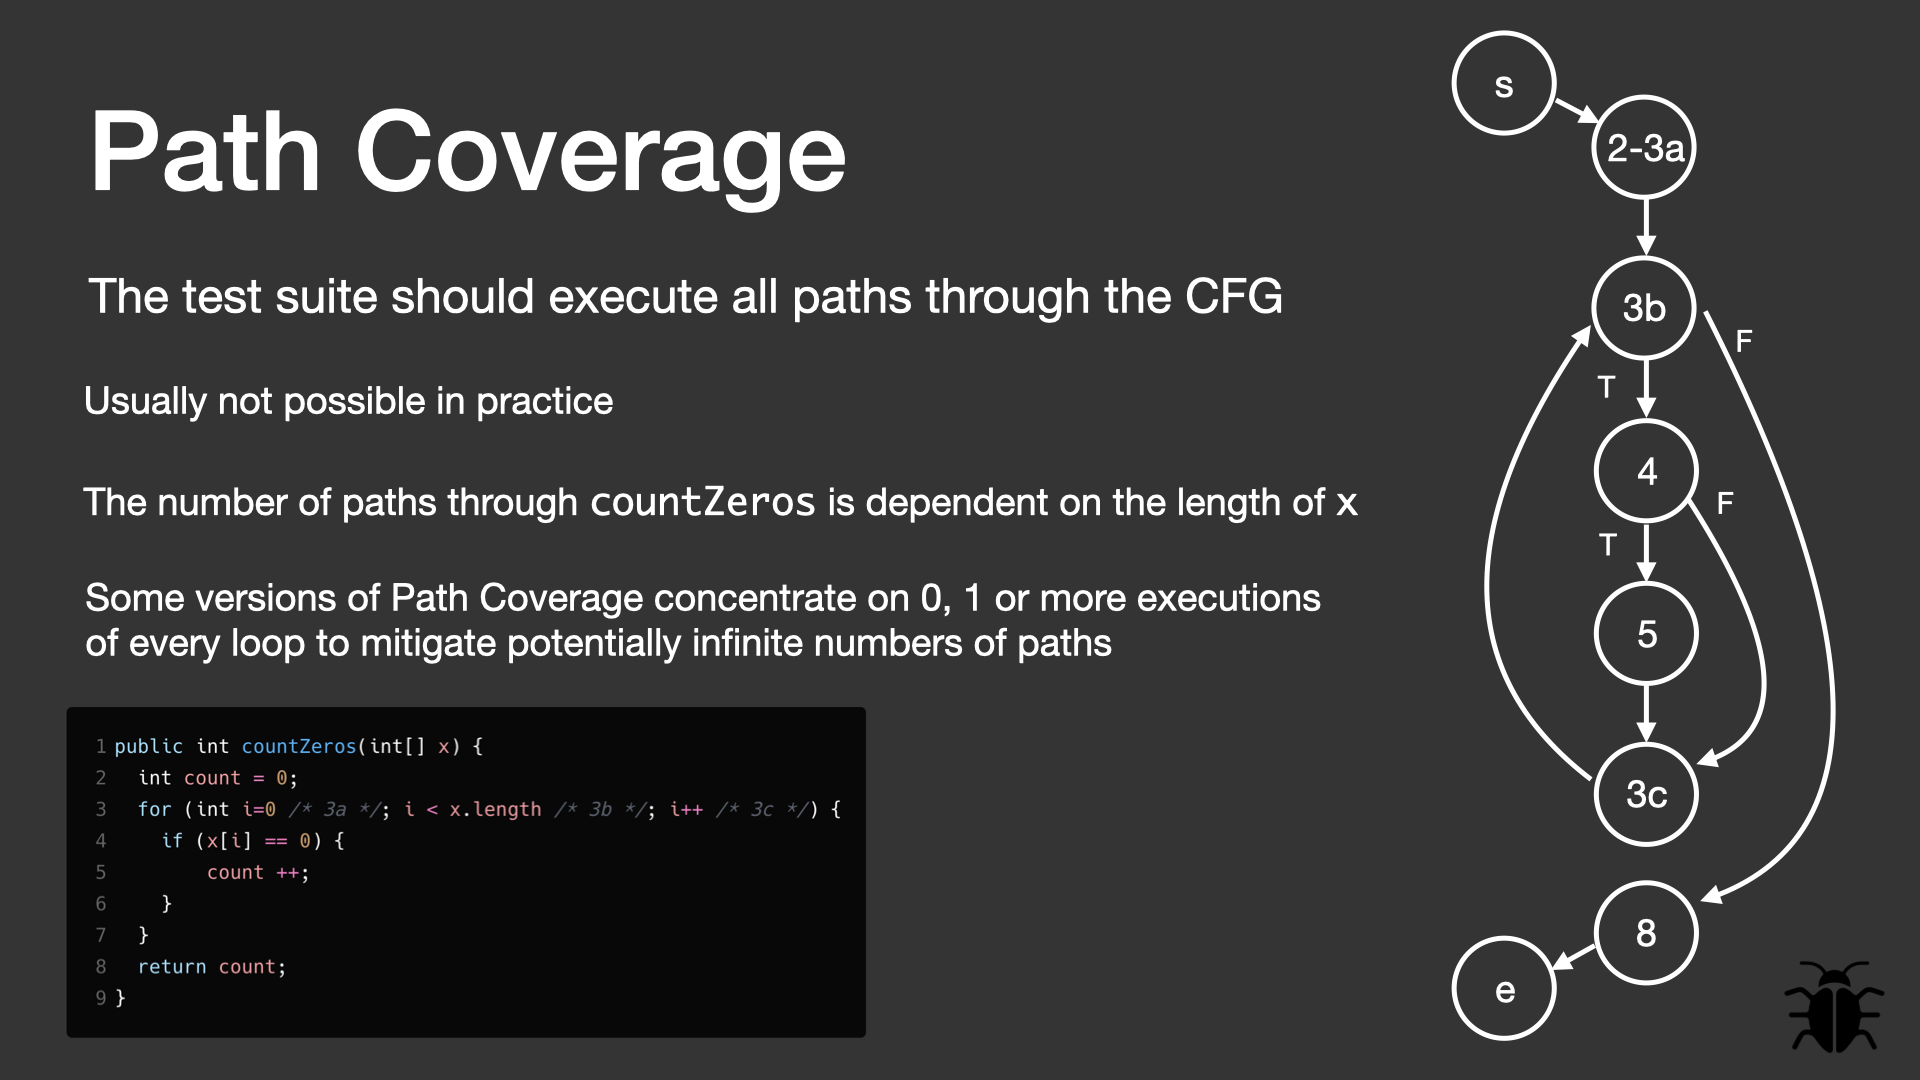 Path Coverage
The test suite should execute all paths through the CFG
Usually not possible in practice
The number of paths through countZeros is dependent on the length of x
Some versions of Path Coverage concentrate on 0, 1 or more executions
of every loop to mitigate potentially infinite numbers of paths
1 public int countZeros(int[] x) {
2   int count = 0;
3   for (int i=0 /* 3a */; i < x.length /* 3b */; i++ /* 3c */) {
4     if (x[i] == 0) {
5         count ++;
6     }
7   }
8   return count;
9 }
s
2-3a
3b
F
T
4
F
T
5
3c
8
e